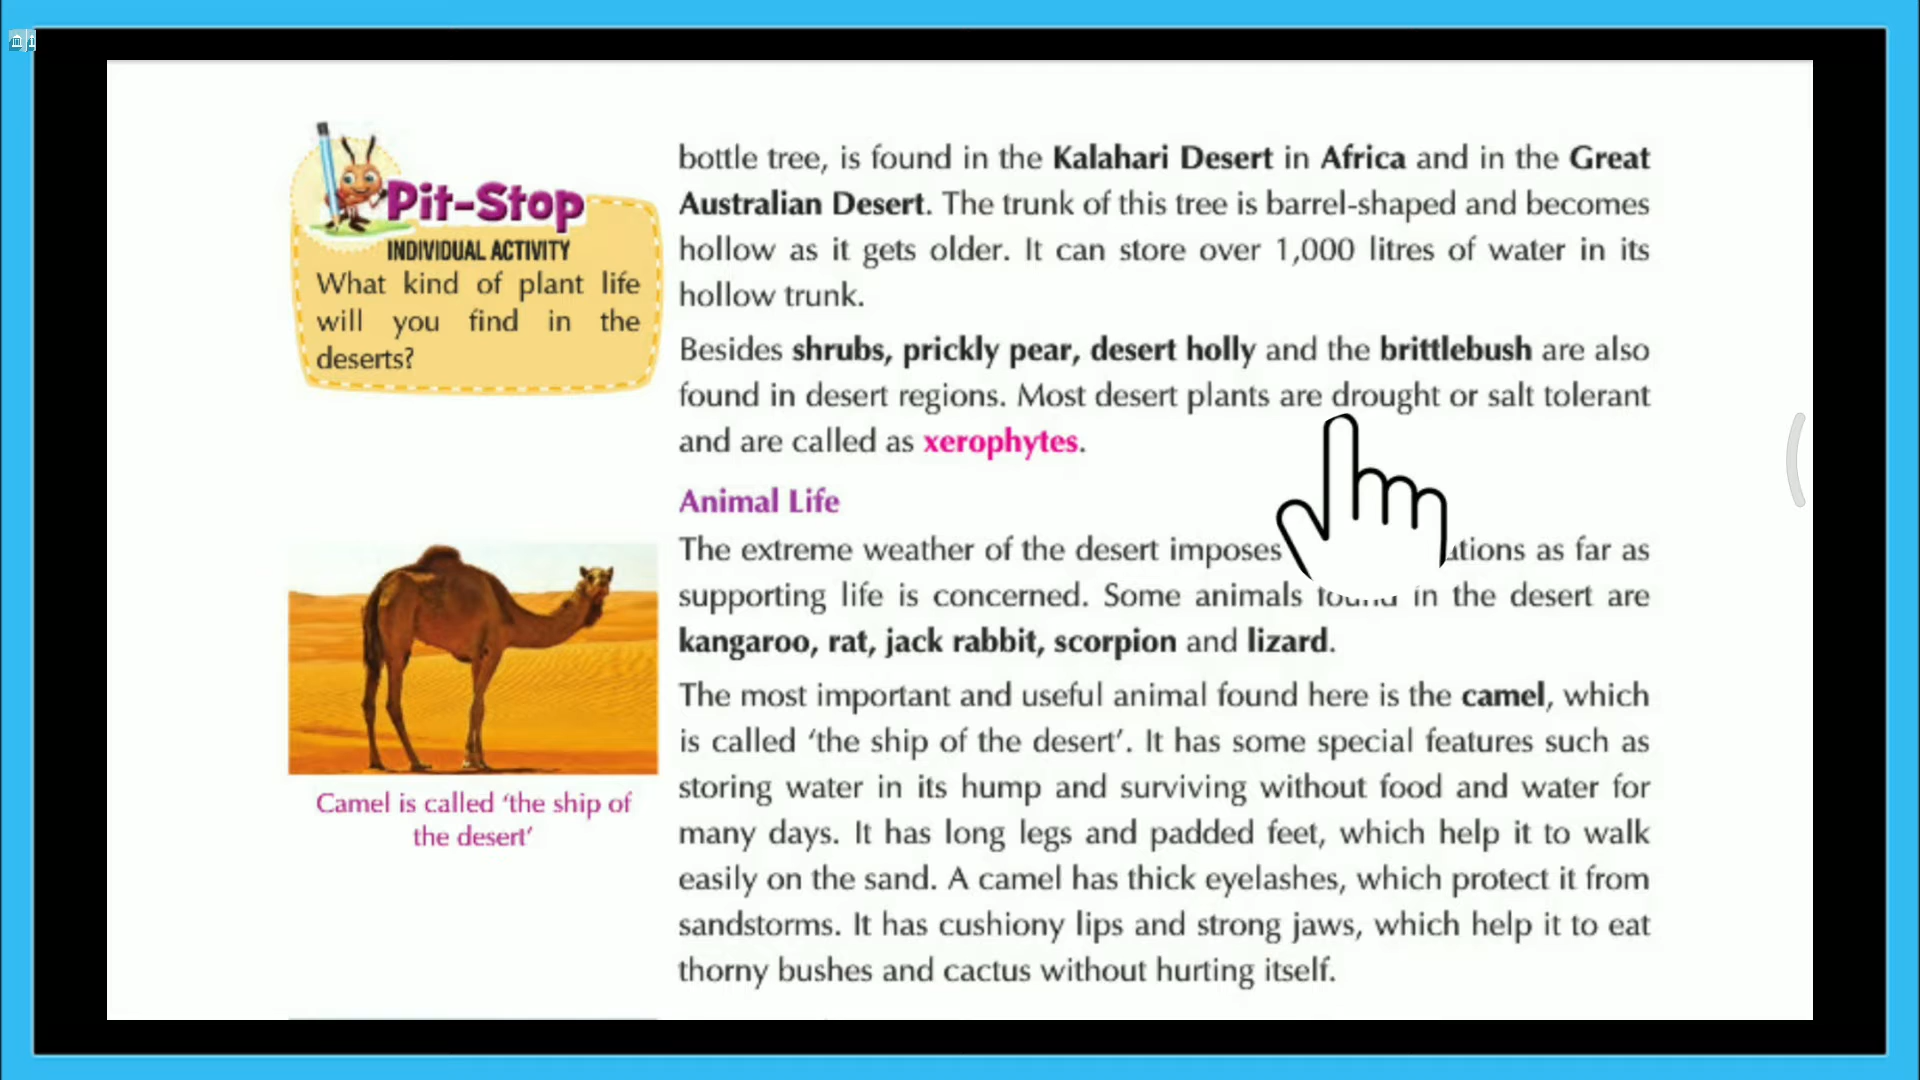 Pit-Stop
INDIVIDUAL ACTIVITY
What kind of plant life
will you find in the
deserts?
bottle tree, is found in the Kalahari Desert in Africa and in the Great
Australian Desert. The trunk of this tree is barrel-shaped and becomes
hollow as it gets older. It can store over 1,000 litres of water in its
hollow trunk.
Besides shrubs, prickly pear, desert holly and the brittlebush are also
found in desert regions. Most desert plants are drought or salt tolerant
and are called as xerophytes.
Animal Life
The extreme weather of the desert imposes as far as
supporting life is concerned. Some animals found in the desert are
kangaroo, rat, jack rabbit, scorpion and lizard.
The most important and useful animal found here is the camel, which
is called ‘the ship of the desert’. It has some special features such as
storing water in its hump and surviving without food and water for
many days. It has long legs and padded feet, which help it to walk
easily on the sand. A camel has thick eyelashes, which protect it from
sandstorms. It has cushiony lips and strong jaws, which help it to eat
thorny bushes and cactus without hurting itself.
Camel is called ‘the ship of
the desert’